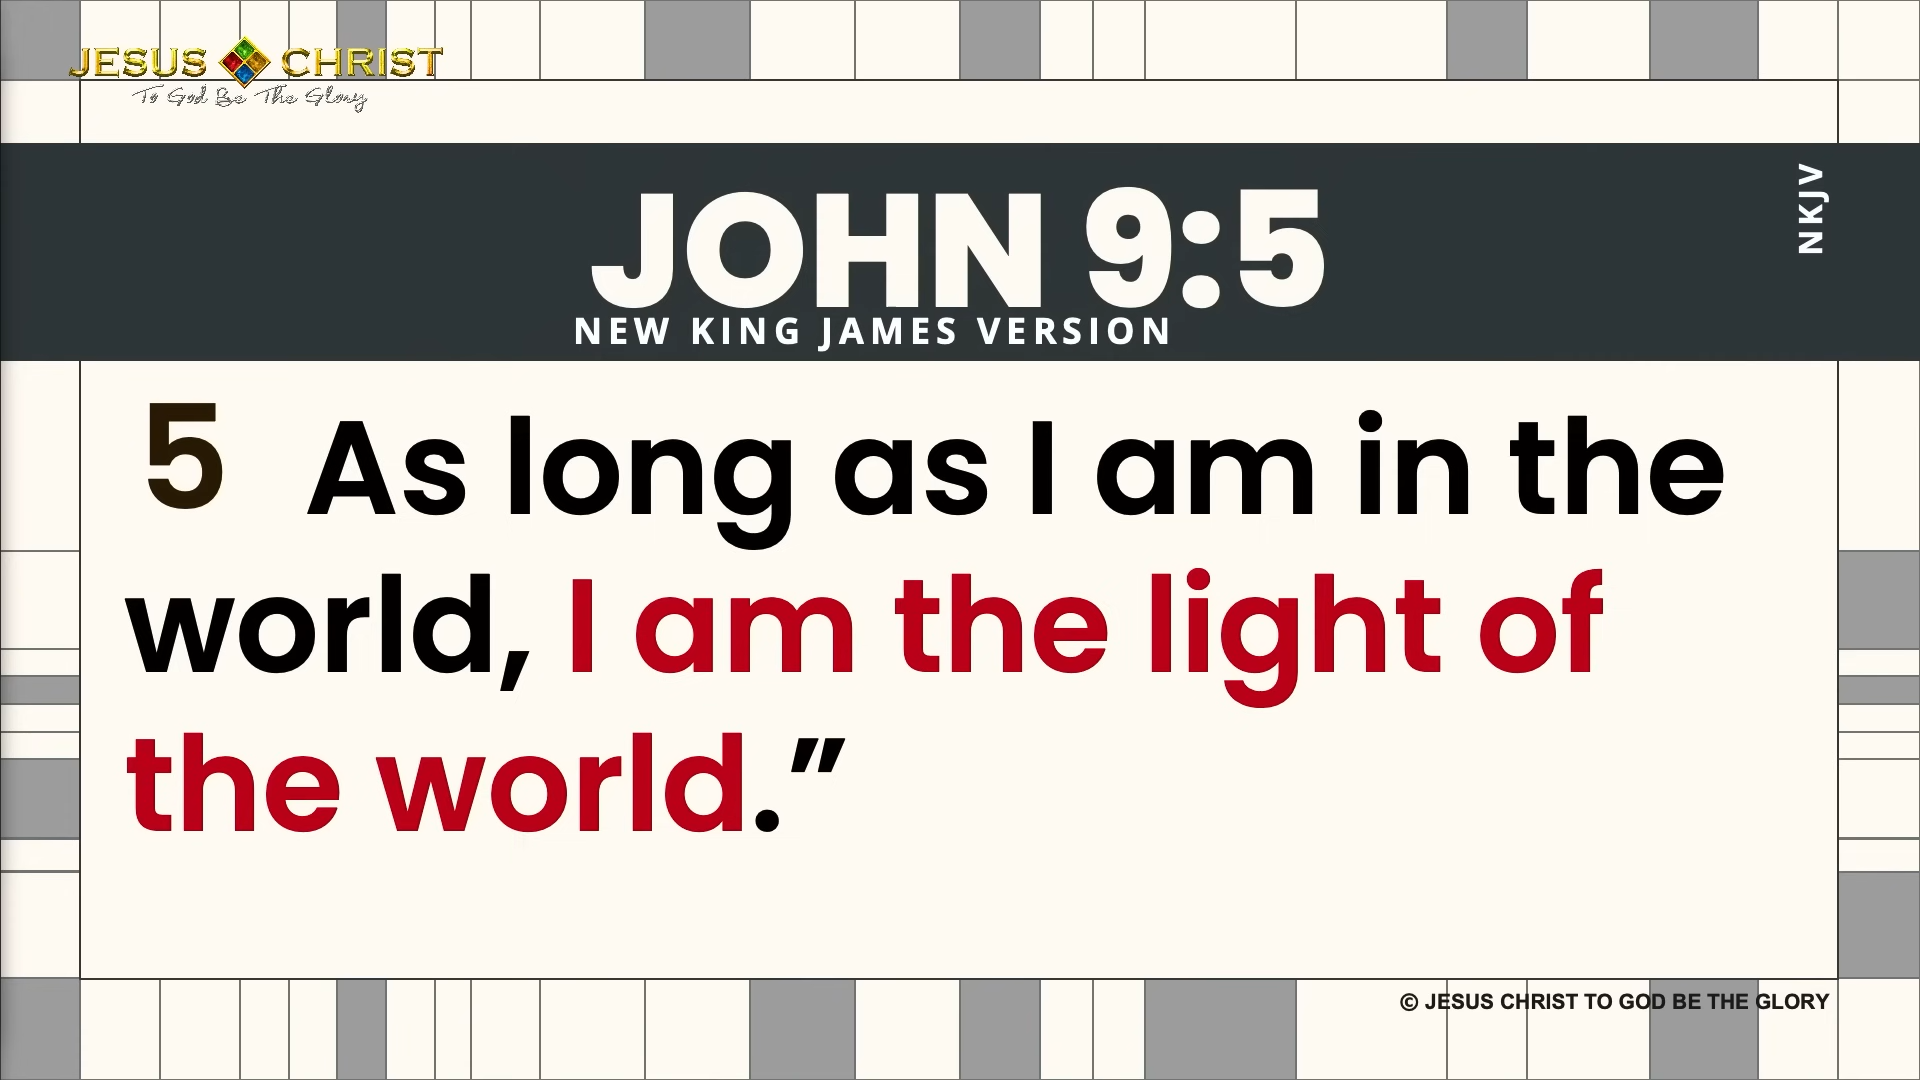 JESUS CHRIST
To God Be The Glory
JOHN 9:5
NEW KING JAMES VERSION
NKJV
5 As long as I am in the
world, I am the light of
the world.”
© JESUS CHRIST TO GOD BE THE GLORY